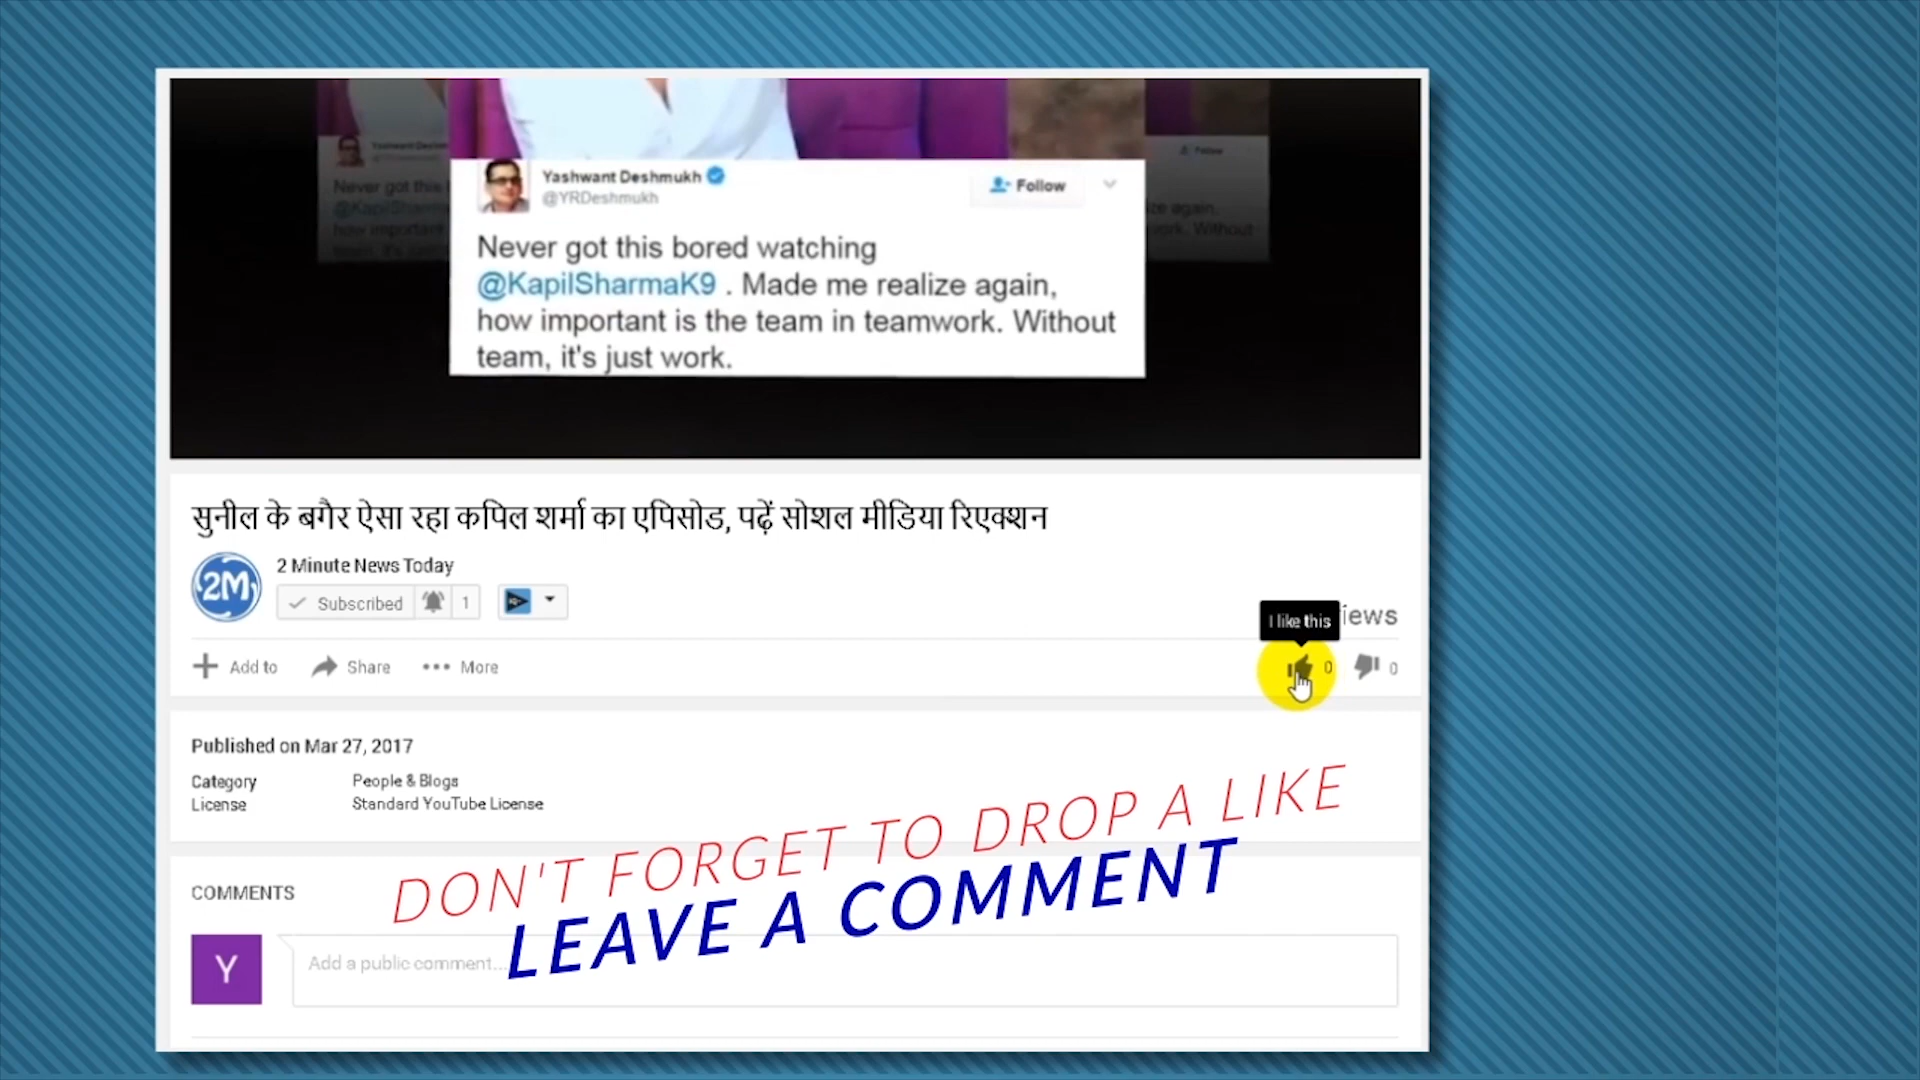 Yashwant Deshmukh
@YRDeshmukh
Follow
Never got this bored watching
@KapilSharmaK9 . Made me realize again,
how important is the team in teamwork. Without
team, it's just work.
Follow
सुनील के बगैर ऐसा रहा कपिल शर्मा का एपिसोड, पढ़ें सोशल मीडिया रिएक्शन
2M
2 Minute News Today
Subscribed 1
I like this
iews
Add to Share More 0 0
Published on Mar 27, 2017
Category People & Blogs
License Standard YouTube License
DON'T FORGET TO DROP A LIKE
LEAVE A COMMENT
COMMENTS
Y
Add a public comment...